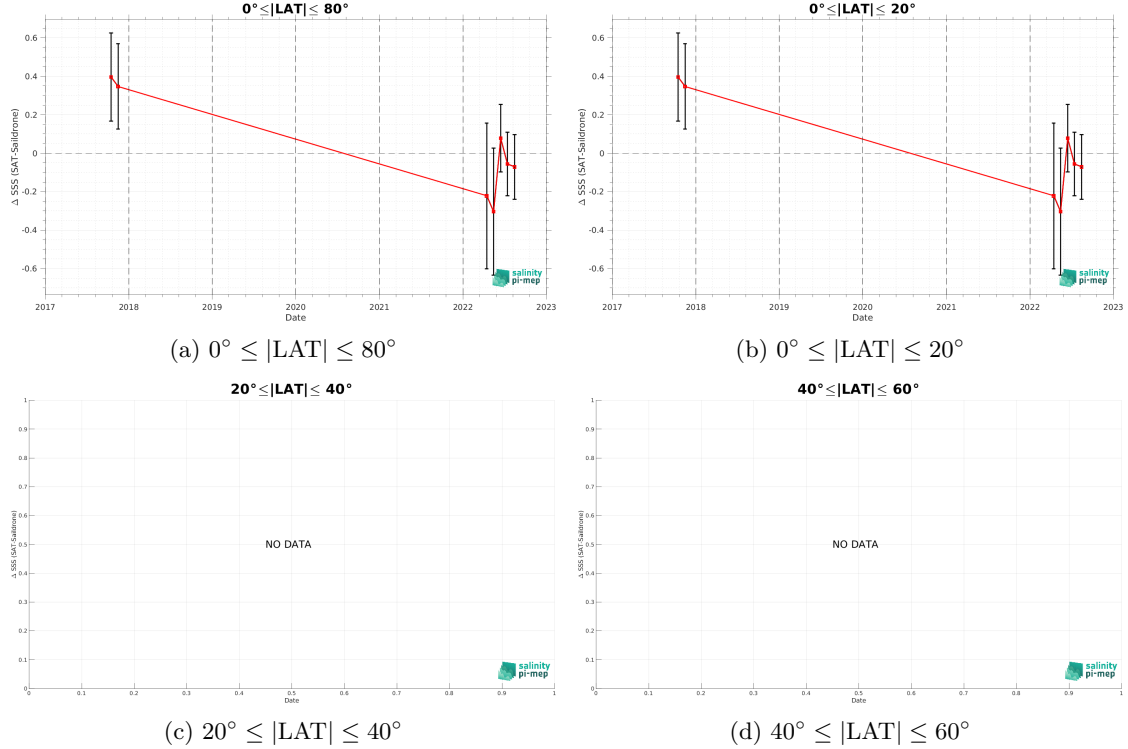 0°≤|LAT|≤ 80°
Δ SSS (SAT-Saildrone)
0.6
0.4
0.2
0
-0.2
-0.4
-0.6
2017 2018 2019 2020 2021 2022 2023
Date
salinity
pi-mep
(a) 0° ≤ |LAT| ≤ 80°
0°≤|LAT|≤ 20°
Δ SSS (SAT-Saildrone)
0.6
0.4
0.2
0
-0.2
-0.4
-0.6
2017 2018 2019 2020 2021 2022 2023
Date
salinity
pi-mep
(b) 0° ≤ |LAT| ≤ 20°
20°≤|LAT|≤ 40°
Δ SSS (SAT-Saildrone)
1
0.9
0.8
0.7
0.6
0.5
0.4
0.3
0.2
0.1
0
NO DATA
0 0.1 0.2 0.3 0.4 0.5 0.6 0.7 0.8 0.9 1
Date
salinity
pi-mep
(c) 20° ≤ |LAT| ≤ 40°
40°≤|LAT|≤ 60°
Δ SSS (SAT-Saildrone)
1
0.9
0.8
0.7
0.6
0.5
0.4
0.3
0.2
0.1
0
NO DATA
0 0.1 0.2 0.3 0.4 0.5 0.6 0.7 0.8 0.9 1
Date
salinity
pi-mep
(d) 40° ≤ |LAT| ≤ 60°